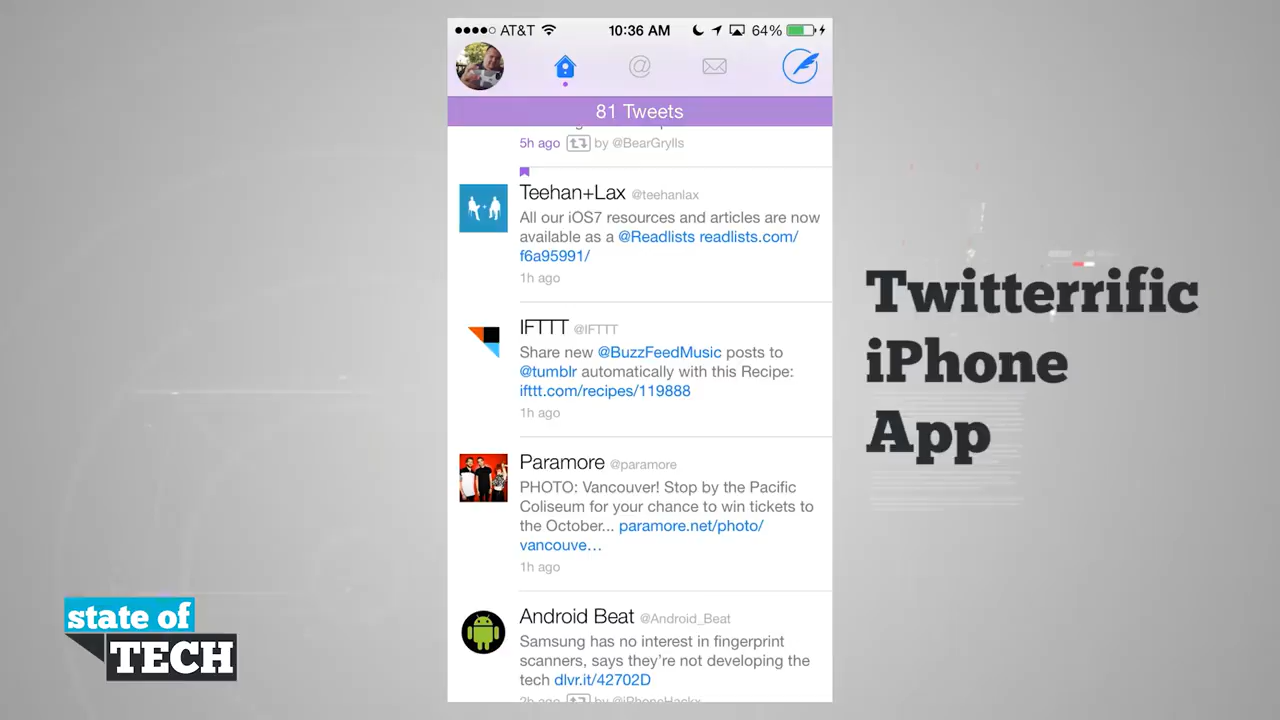 AT&T 10:36 AM 64%
@
81 Tweets
5h ago by @BearGrylls
Teehan+Lax @teehanlax
All our iOS7 resources and articles are now
available as a @Readlists readlists.com/
f6a95991/
1h ago
IFTTT @IFTTT
Share new @BuzzFeedMusic posts to
@tumblr automatically with this Recipe:
ifttt.com/recipes/119888
1h ago
Paramore @paramore
PHOTO: Vancouver! Stop by the Pacific
Coliseum for your chance to win tickets to
the October... paramore.net/photo/
vancouve…
1h ago
Android Beat @Android_Beat
Samsung has no interest in fingerprint
scanners, says they're not developing the
tech dlvr.it/42702D
2h ago by @iPhoneHackx
Twitterrific
iPhone
App
state of
TECH